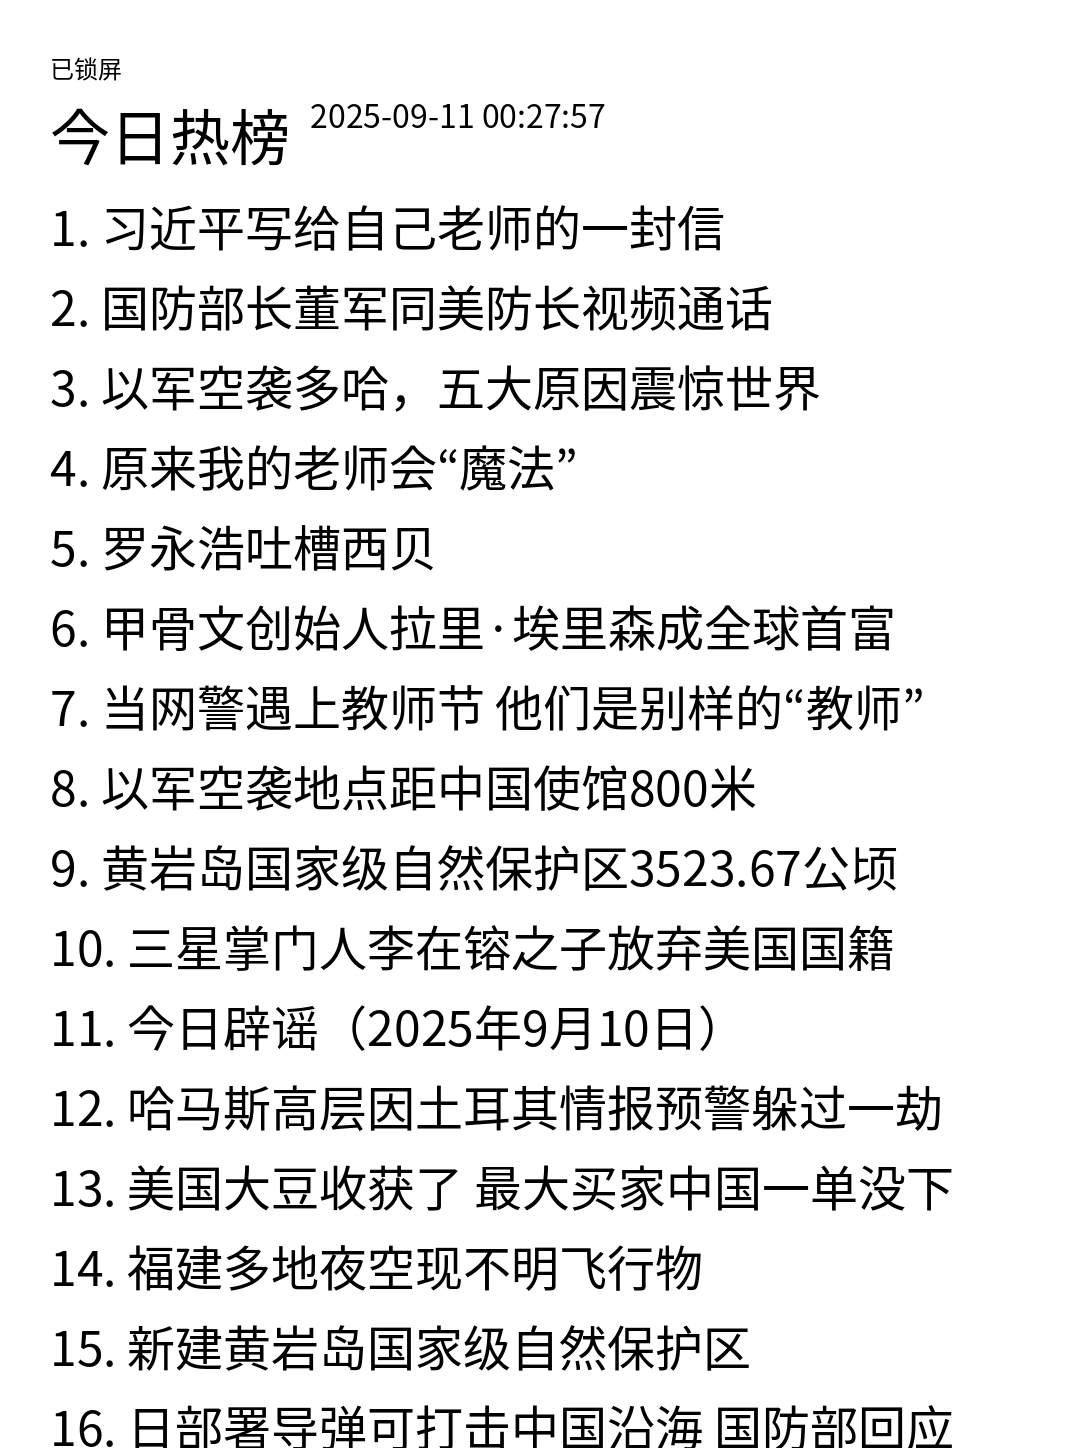 已锁屏
今日热榜 2025-09-11 00:27:57
1. 习近平写给自己老师的一封信
2. 国防部长董军同美防长视频通话
3. 以军空袭多哈，五大原因震惊世界
4. 原来我的老师会“魔法”
5. 罗永浩吐槽西贝
6. 甲骨文创始人拉里·埃里森成全球首富
7. 当网警遇上教师节 他们是别样的“教师”
8. 以军空袭地点距中国使馆800米
9. 黄岩岛国家级自然保护区3523.67公顷
10. 三星掌门人李在镕之子放弃美国国籍
11. 今日辟谣（2025年9月10日）
12. 哈马斯高层因土耳其情报预警躲过一劫
13. 美国大豆收获了 最大买家中国一单没下
14. 福建多地夜空现不明飞行物
15. 新建黄岩岛国家级自然保护区
16. 日部署导弹可打击中国沿海 国防部回应